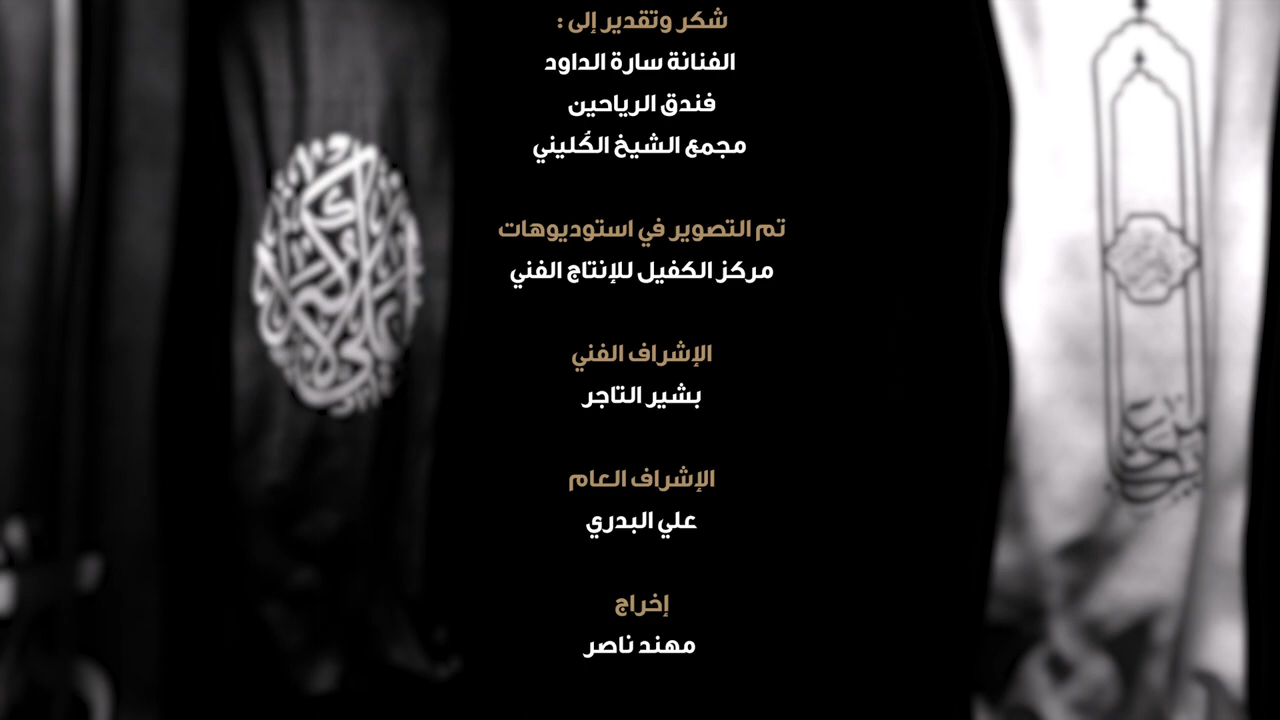 شكر وتقدير إلى :
الفنانة سارة الداود
فندق الرياحين
مجمع الشيخ الكُليني
تم التصوير في استوديوهات
مركز الكفيل للإنتاج الفني
الإشراف الفني
بشير التاجر
الإشراف العام
علي البدري
إخراج
مهند ناصر